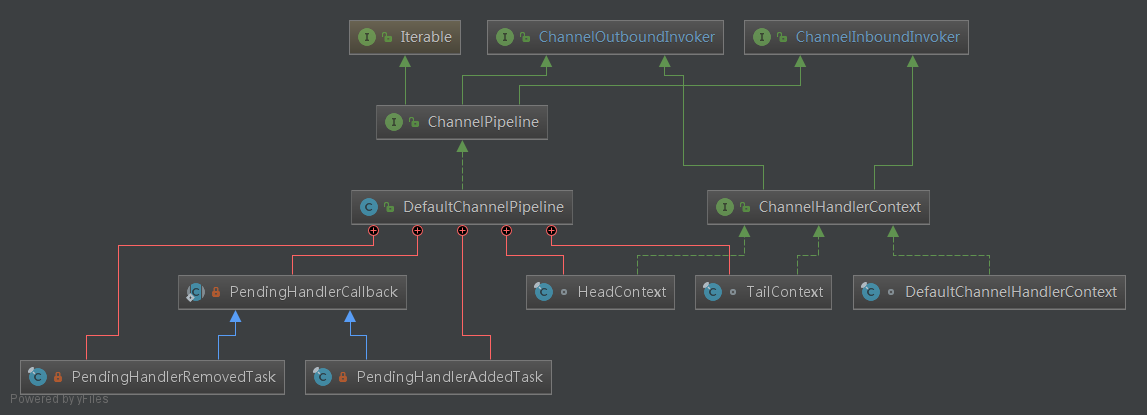 Iterable
ChannelOutboundInvoker
ChannelInboundInvoker
ChannelPipeline
DefaultChannelPipeline
ChannelHandlerContext
PendingHandlerCallback
HeadContext
TailContext
DefaultChannelHandlerContext
PendingHandlerRemovedTask
PendingHandlerAddedTask
Powered by yFiles